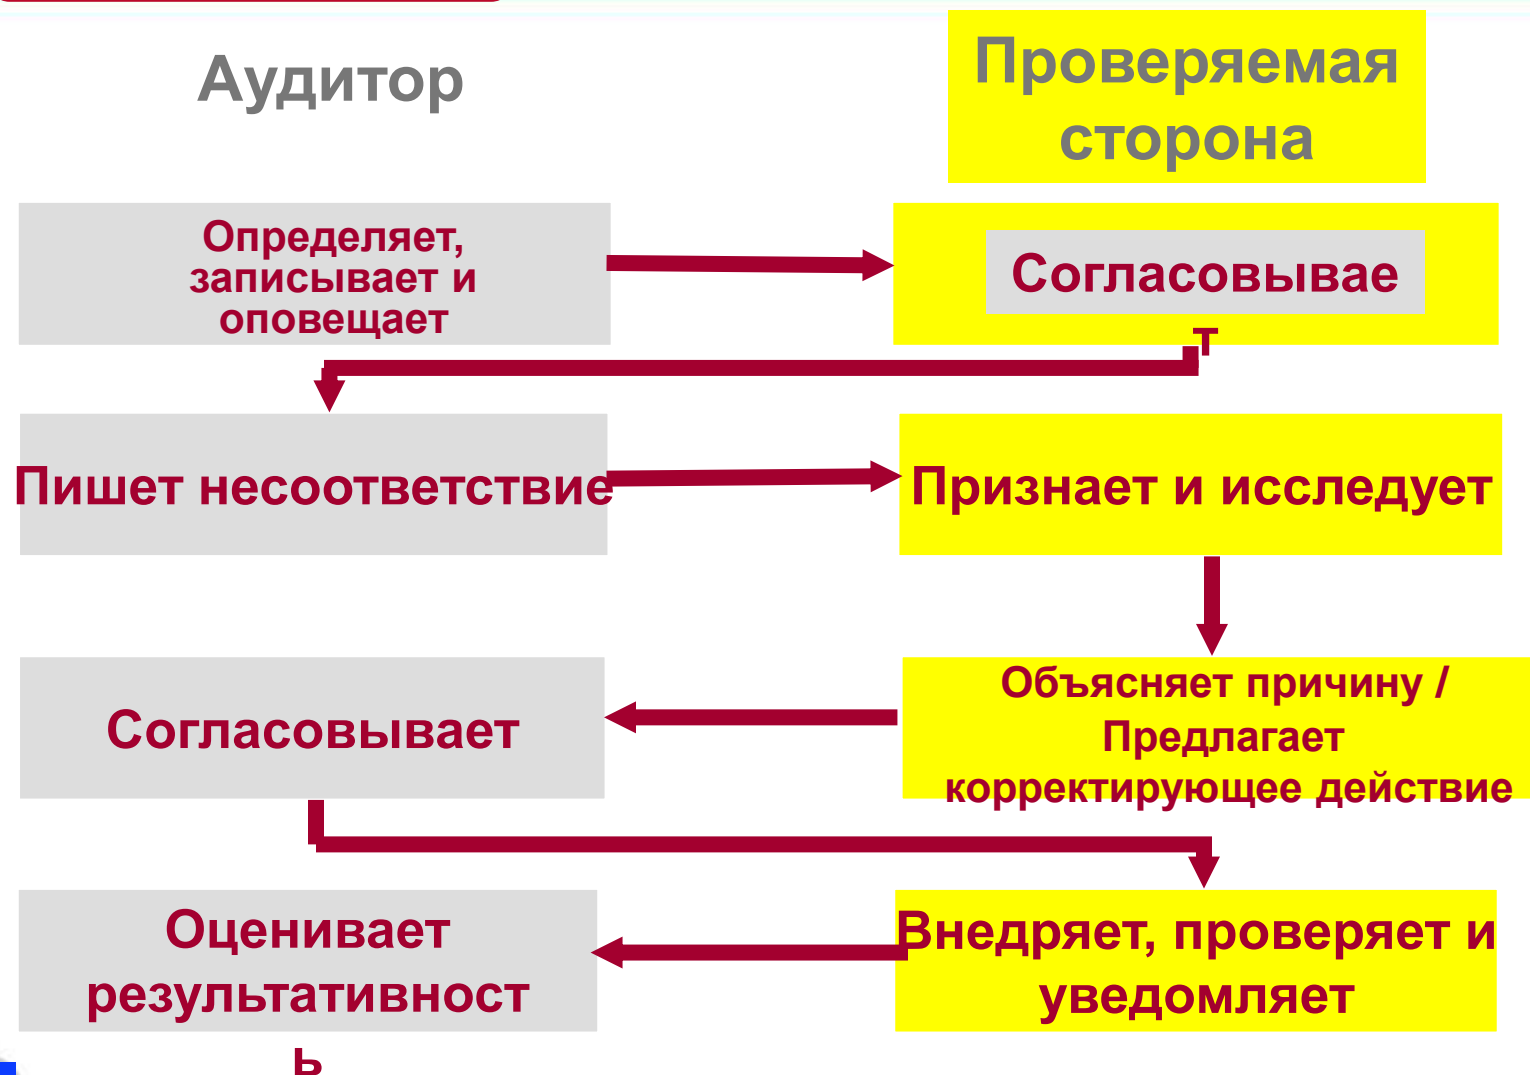 Аудитор
Проверяемая
сторона
Определяет,
записывает и
оповещает
Согласовывае
т
Пишет несоответствие
Признает и исследует
Согласовывает
Объясняет причину /
Предлагает
корректирующее действие
Оценивает
результативност
ь
Внедряет, проверяет и
уведомляет